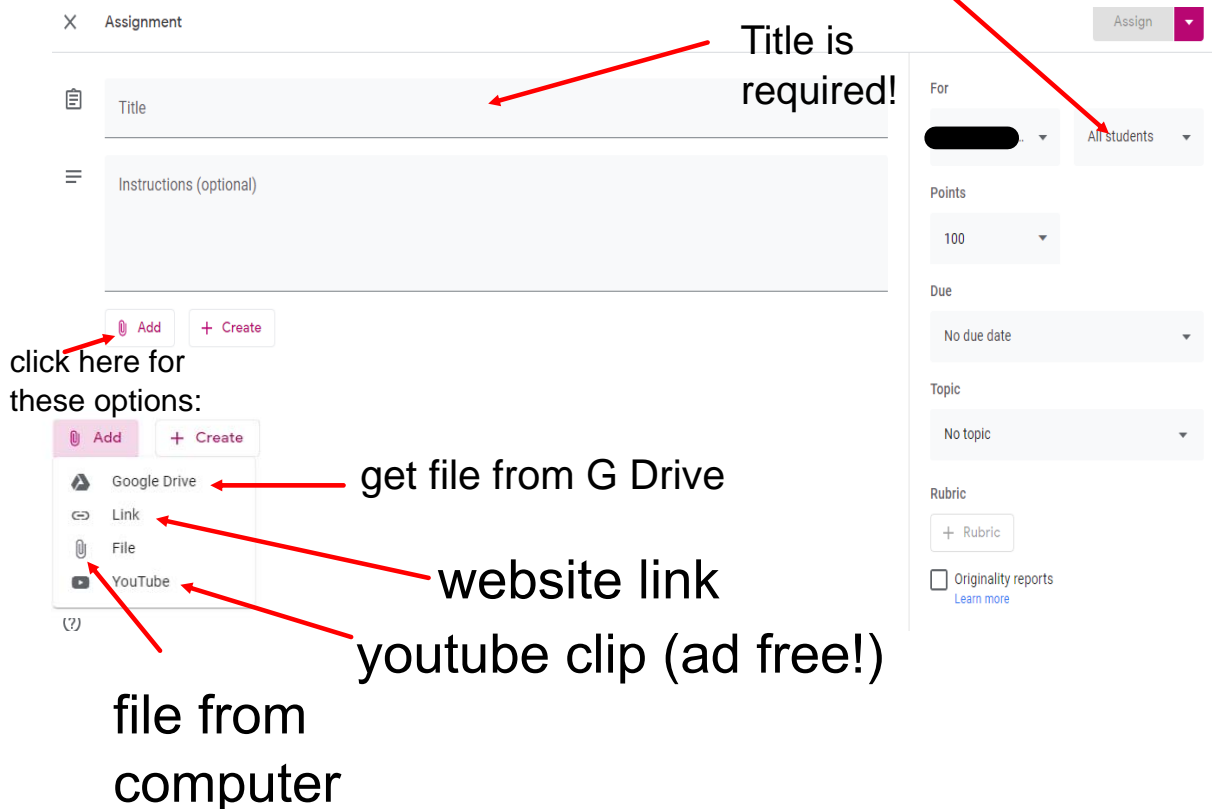 Assignment
Assign
Title is
required!
Title
Instructions (optional)
Add
+ Create
click here for
these options:
Add
+ Create
Google Drive
Link
File
YouTube
get file from G Drive
website link
youtube clip (ad free!)
file from
computer
For
All students
Points
100
Due
No due date
Topic
No topic
Rubric
+ Rubric
Originality reports
Learn more